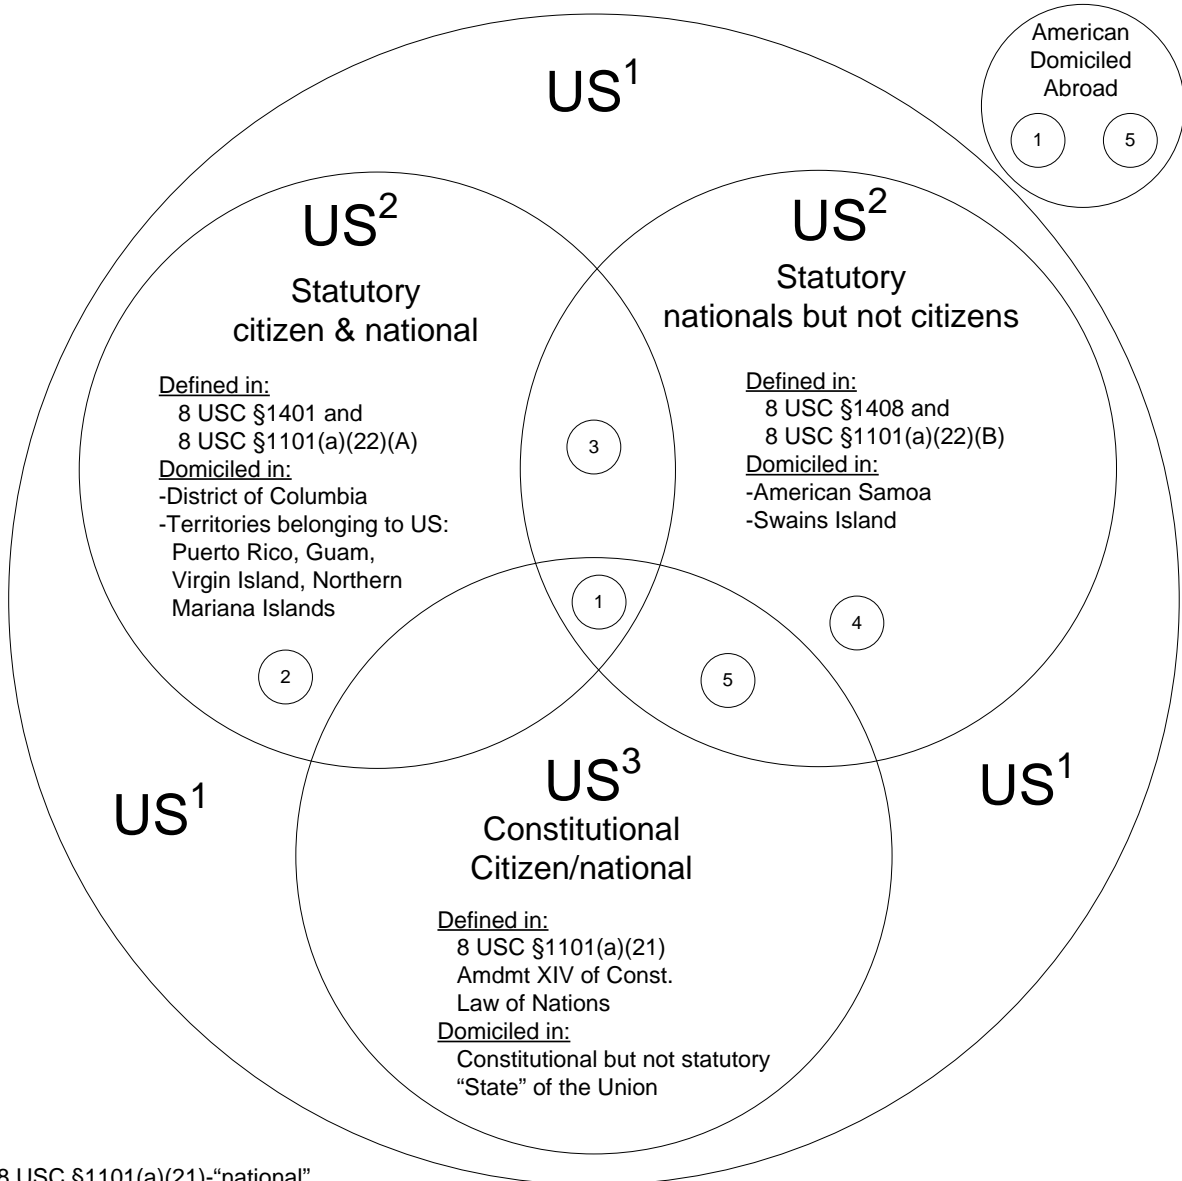 US1
American
Domiciled
Abroad
1 5
US2
Statutory
citizen & national
Defined in:
8 USC §1401 and
8 USC §1101(a)(22)(A)
Domiciled in:
-District of Columbia
-Territories belonging to US:
Puerto Rico, Guam,
Virgin Island, Northern
Mariana Islands
2
US2
Statutory
nationals but not citizens
Defined in:
8 USC §1408 and
8 USC §1101(a)(22)(B)
Domiciled in:
-American Samoa
-Swains Island
3
1
4
5
US1
US3
Constitutional
Citizen/national
Defined in:
8 USC §1101(a)(21)
Amdmt XIV of Const.
Law of Nations
Domiciled in:
Constitutional but not statutory
“State” of the Union
US1
8 USC §1101(a)(21)-“national”